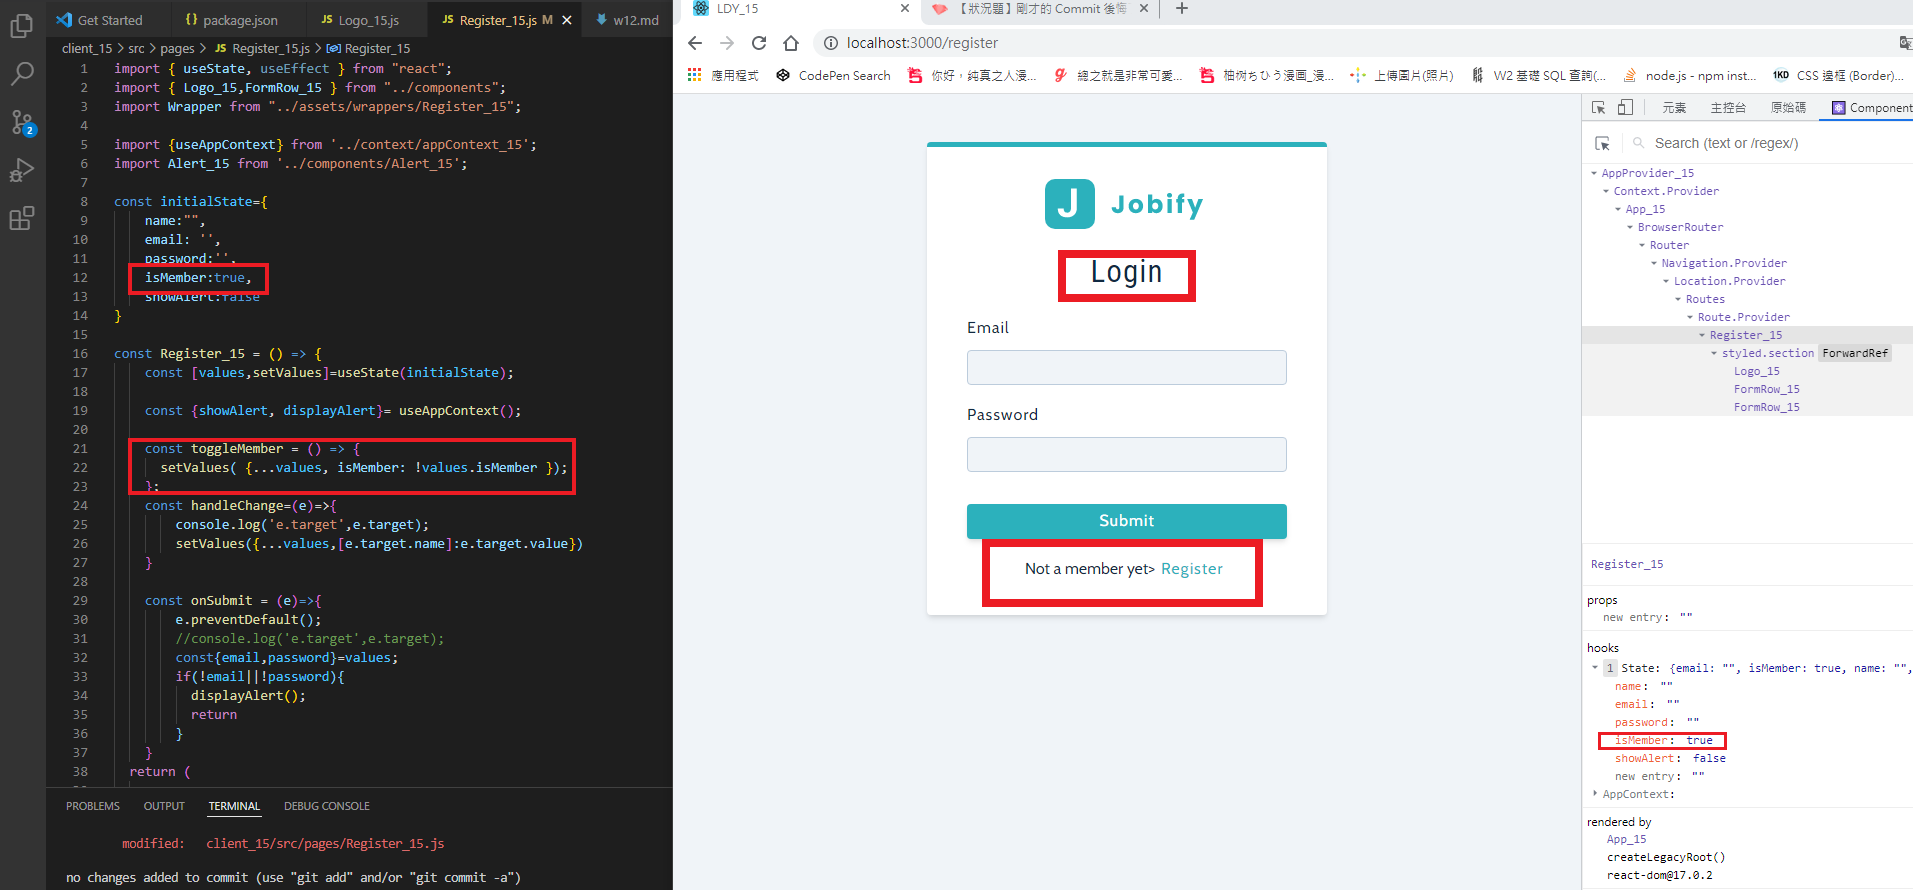 Get Started
package.json
JS Logo_15.js
JS Register_15.js M
w12.md
client_15 > src > pages > JS Register_15.js > Register_15
1 import { useState, useEffect } from "react";
2 import { Logo_15,FormRow_15 } from "../components";
3 import Wrapper from "../assets/wrappers/Register_15";
4
5 import {useAppContext} from '../context/appContext_15';
6 import Alert_15 from '../components/Alert_15';
7
8 const initialState={
9 name:"",
10 email: '',
11 password:'',
12 isMember:true,
13 showAlert:false
14 }
15
16 const Register_15 = () => {
17 const [values,setValues]=useState(initialState);
18
19 const {showAlert, displayAlert}= useAppContext();
20
21 const toggleMember = () => {
22 setValues( {...values, isMember: !values.isMember });
23 };
24 const handleChange=(e)=>{
25 console.log('e.target',e.target);
26 setValues({...values,[e.target.name]:e.target.value})
27 }
28
29 const onSubmit = (e)=>{
30 e.preventDefault();
31 //console.log('e.target',e.target);
32 const{email,password}=values;
33 if(!email||!password){
34 displayAlert();
35 return
36 }
37 }
38 return (
2
PROBLEMS OUTPUT TERMINAL DEBUG CONSOLE
modified: client_15/src/pages/Register_15.js
no changes added to commit (use "git add" and/or "git commit -a")
LDY_15
【狀況題】剛才的 Commit 後悔
localhost:3000/register
應用程式
CodePen Search
你好，純真之人漫...
總之就是非常可愛...
柚树ちひう漫画_漫...
上傳圖片(照片)
W2 基礎 SQL 查詢(...
node.js - npm inst...
1KD CSS 邊框 (Border)...
J Jobify
Login
Email
Password
Submit
Not a member yet> Register
元素 主控台 原始碼 Component
Search (text or /regex/)
AppProvider_15
Context.Provider
App_15
BrowserRouter
Router
Navigation.Provider
Location.Provider
Routes
Route.Provider
Register_15
styled.section ForwardRef
Logo_15
FormRow_15
FormRow_15
Register_15
props
new entry: ""
hooks
1 State: {email: "", isMember: true, name: "",
name: ""
email: ""
password: ""
isMember: true
showAlert: false
new entry: ""
AppContext:
rendered by
App_15
createLegacyRoot()
react-dom@17.0.2